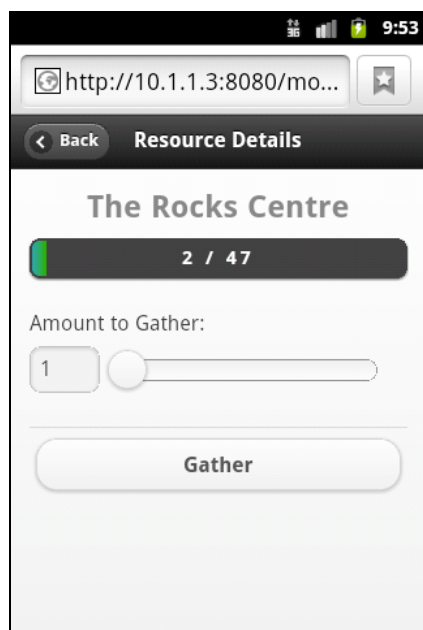 3G 9:53
http://10.1.1.3:8080/mo...
Back Resource Details
The Rocks Centre
2 / 47
Amount to Gather:
1
Gather